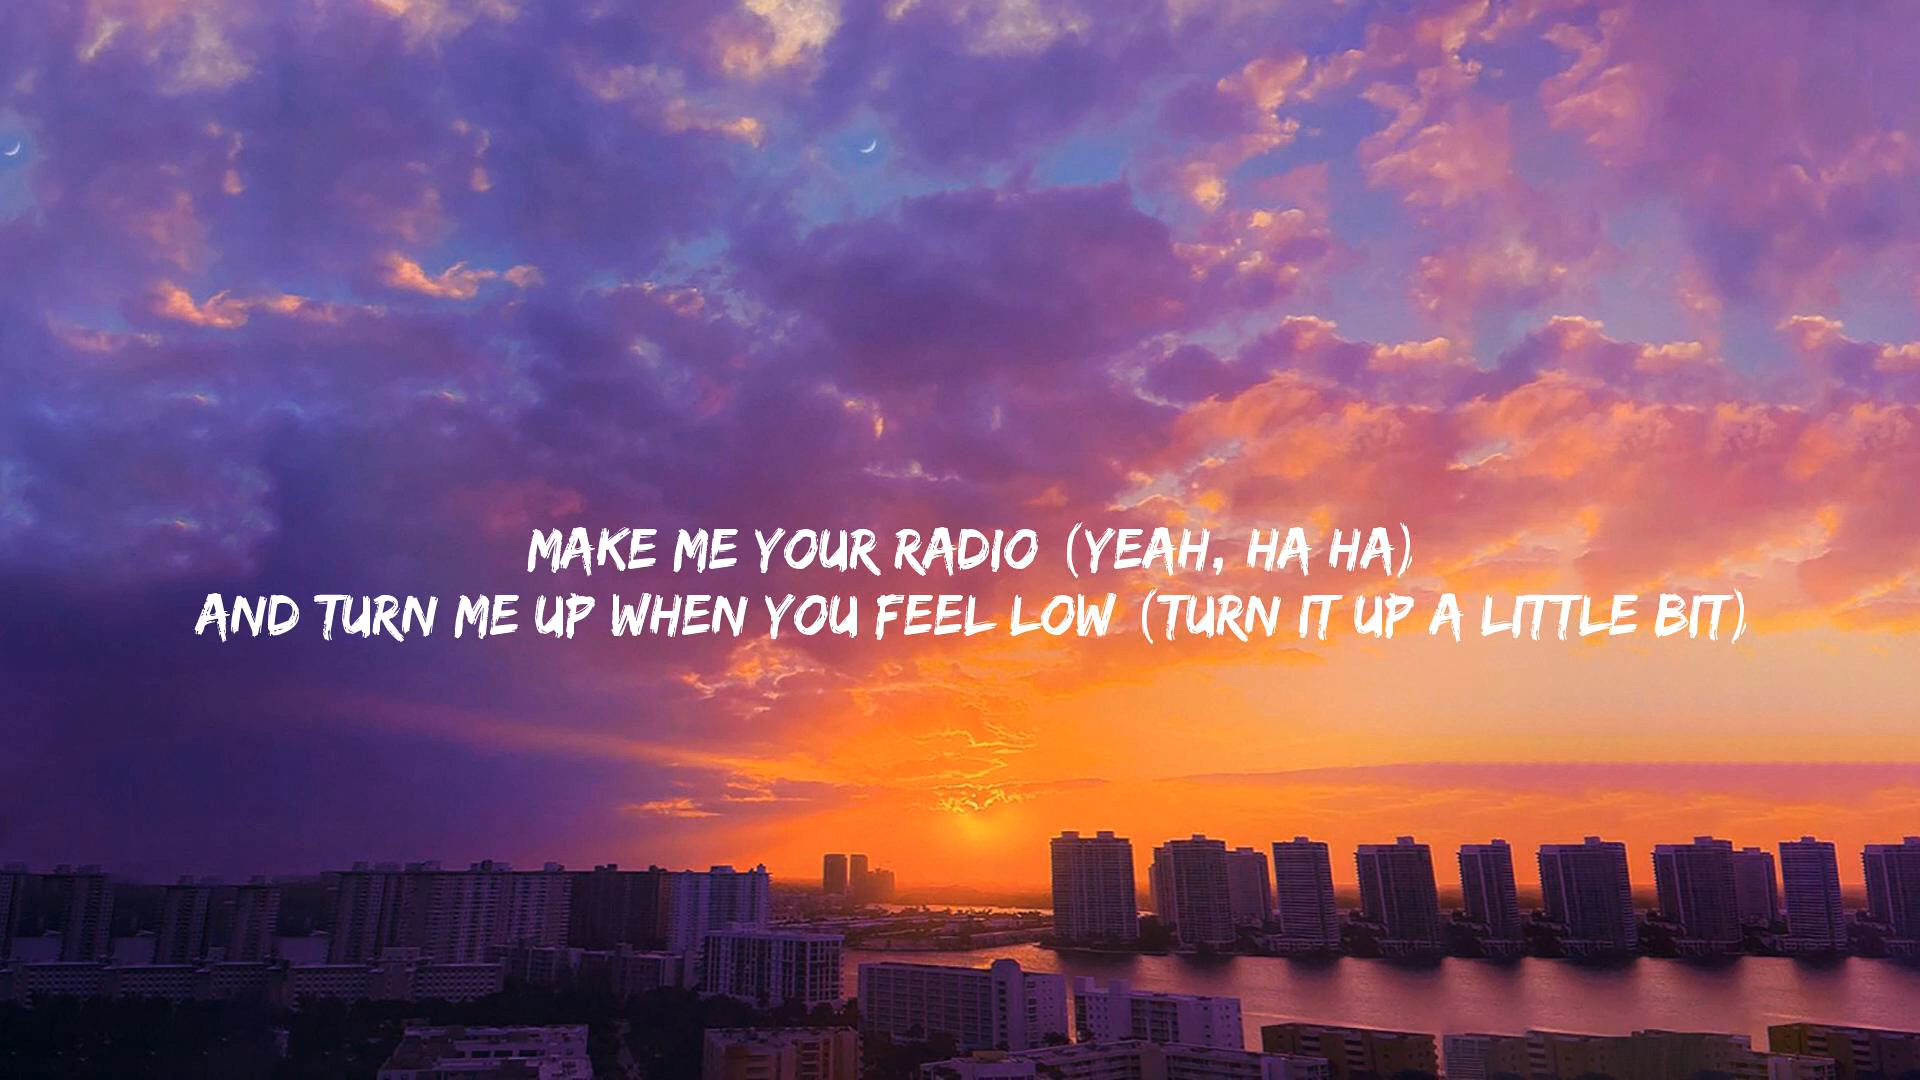 MAKE ME YOUR RADIO (YEAH, HA HA)
AND TURN ME UP WHEN YOU FEEL LOW (TURN IT UP A LITTLE BIT)